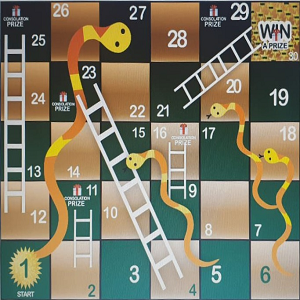 CONSOLATION
PRIZE
25
26
27
28
CONSOLATION
PRIZE
29
WIN
A PRIZE
30
24
CONSOLATION
PRIZE
23
21
20
19
13
14
15
16
CONSOLATION
PRIZE
17
18
12
CONSOLATION
PRIZE
11
10
9
8
7
1
START
2
3
4
5
6